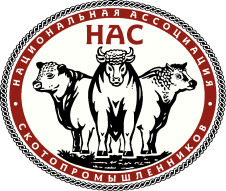 НАЦИОНАЛЬНАЯ АССОЦИАЦИЯ
НАС
СКОТОПРОМЫШЛЕННИКОВ